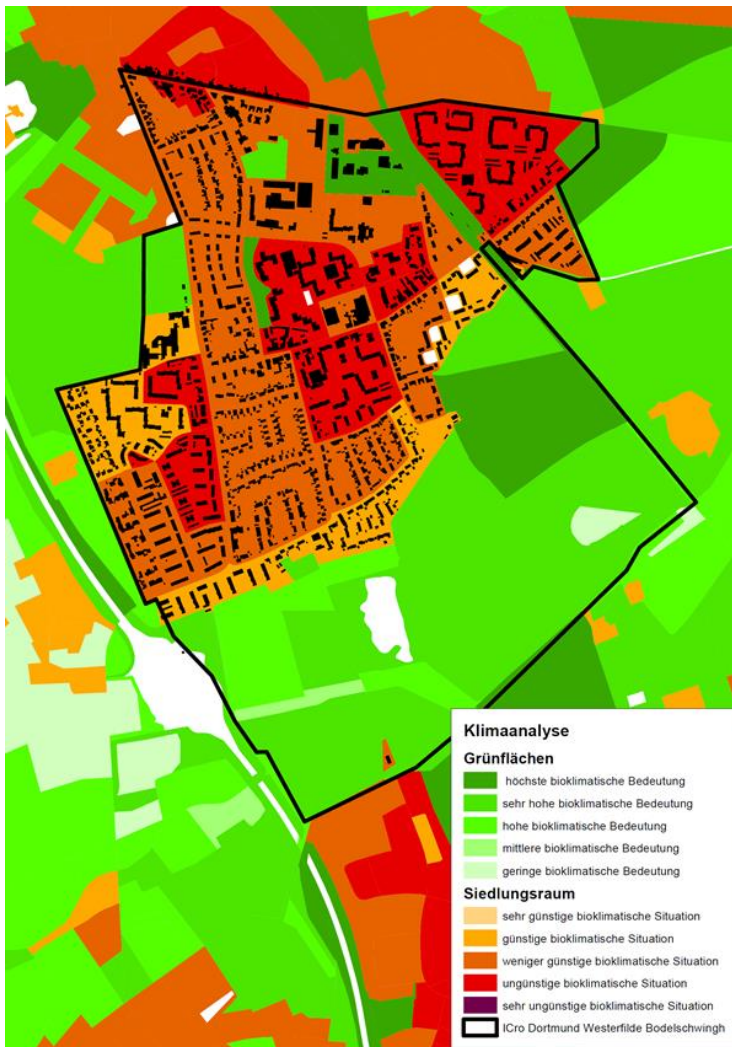 Klimaanalyse
Grünflächen
höchste bioklimatische Bedeutung
sehr hohe bioklimatische Bedeutung
hohe bioklimatische Bedeutung
mittlere bioklimatische Bedeutung
geringe bioklimatische Bedeutung
Siedlungsraum
sehr günstige bioklimatische Situation
günstige bioklimatische Situation
weniger günstige bioklimatische Situation
ungünstige bioklimatische Situation
sehr ungünstige bioklimatische Situation
ICro Dortmund Westerfilde Bodelschwingh